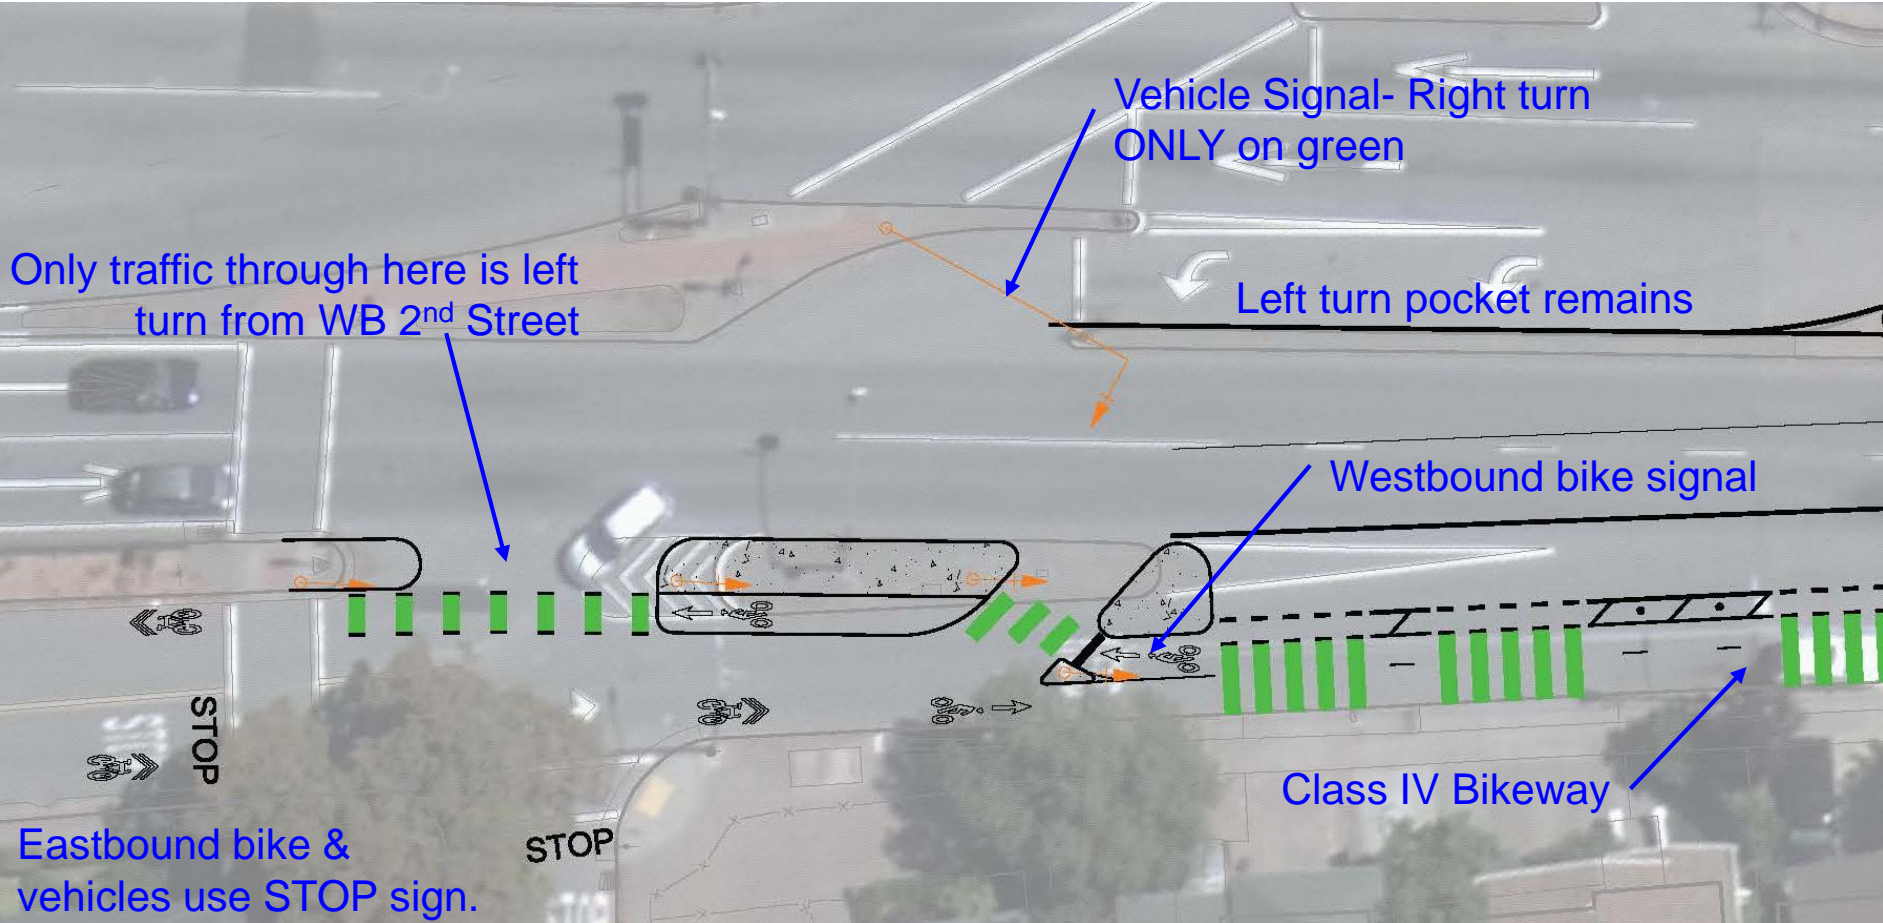 Vehicle Signal- Right turn
ONLY on green
Only traffic through here is left
turn from WB 2nd Street
Left turn pocket remains
Westbound bike signal
STOP
Class IV Bikeway
STOP
Eastbound bike &
vehicles use STOP sign.